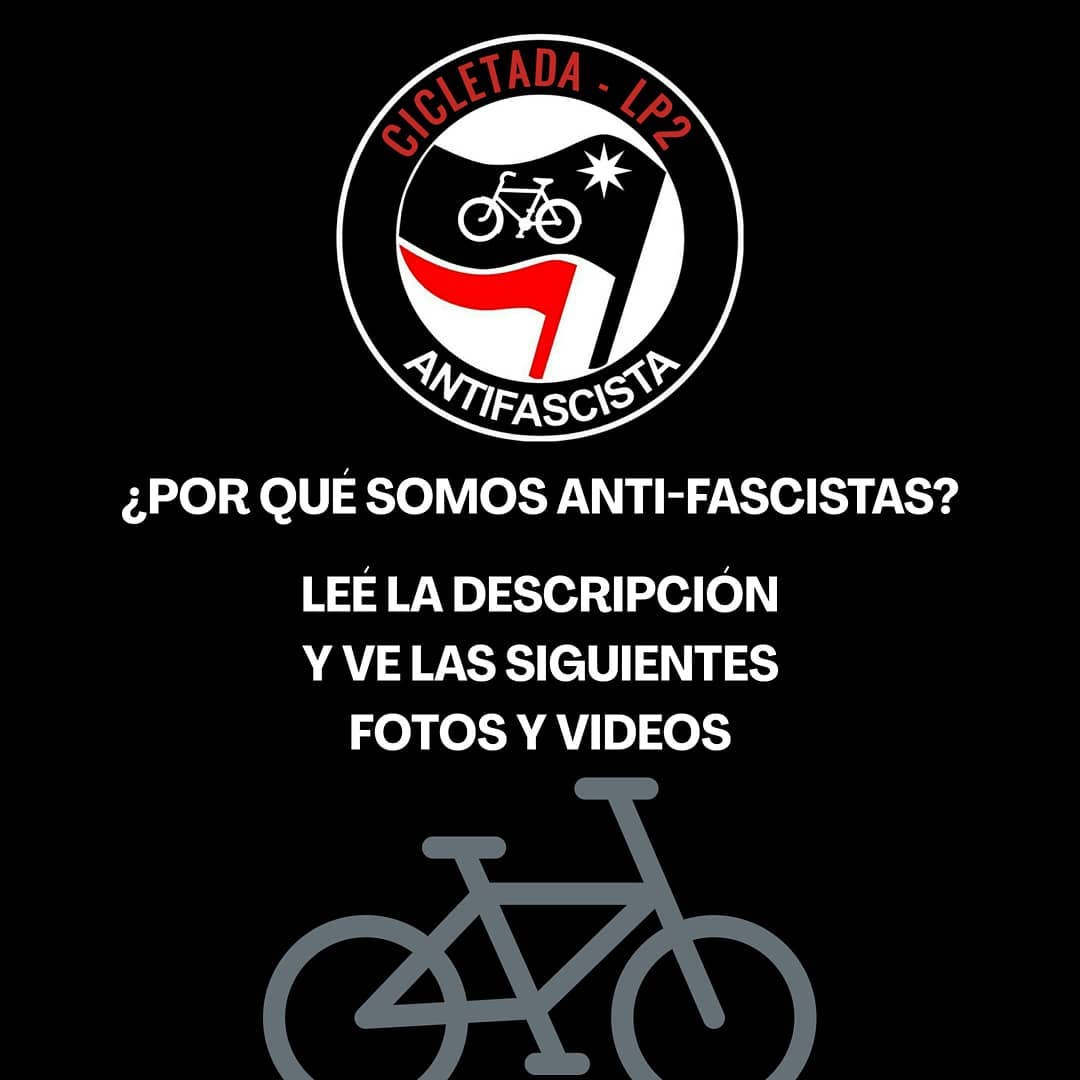 CICLETADA - LP2
ANTIFASCISTA
¿POR QUÉ SOMOS ANTI-FASCISTAS?
LEÉ LA DESCRIPCIÓN
Y VE LAS SIGUIENTES
FOTOS Y VIDEOS